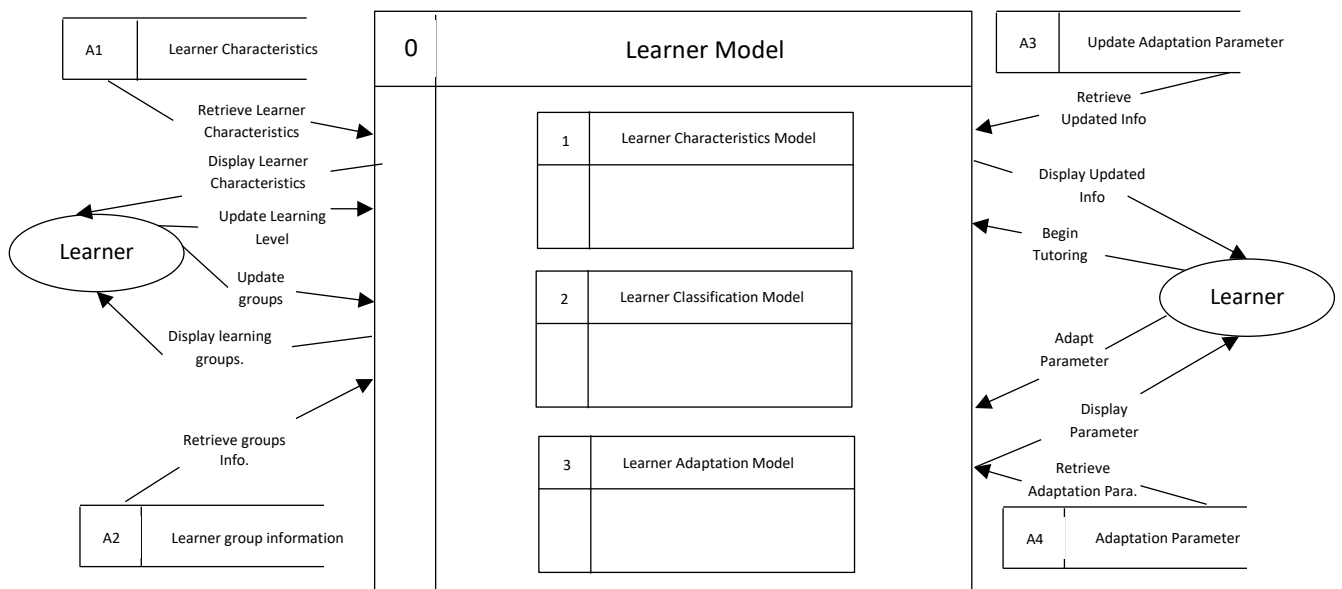 A1
Learner Characteristics
Retrieve Learner
Characteristics
Display Learner
Characteristics
Update Learning
Level
Learner
Update
groups
Display learning
groups.
Retrieve groups
Info.
A2
Learner group information
0
Learner Model
1
Learner Characteristics Model
2
Learner Classification Model
3
Learner Adaptation Model
A3
Update Adaptation Parameter
Retrieve
Updated Info
Display Updated
Info
Begin
Tutoring
Learner
Adapt
Parameter
Display
Parameter
Retrieve
Adaptation Para.
A4
Adaptation Parameter